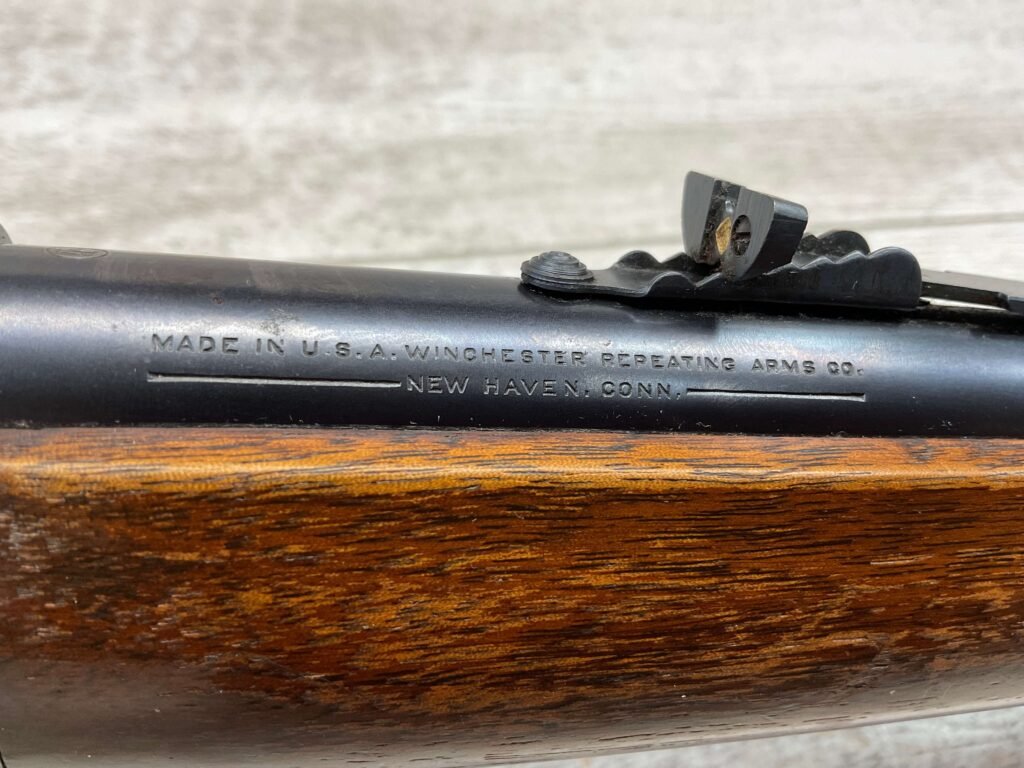 MADE IN U.S.A. WINCHESTER REPEATING ARMS CO.
NEW HAVEN, CONN.